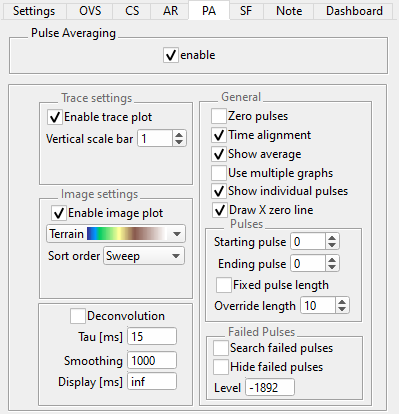 Settings OVS CS AR PA SF Note Dashboard
Pulse Averaging
enable
Trace settings
Enable trace plot
Vertical scale bar 1
Image settings
Enable image plot
Terrain
Sort order Sweep
Deconvolution
Tau [ms] 15
Smoothing 1000
Display [ms] inf
General
Zero pulses
Time alignment
Show average
Use multiple graphs
Show individual pulses
Draw X zero line
Pulses
Starting pulse 0
Ending pulse 0
Fixed pulse length
Override length 10
Failed Pulses
Search failed pulses
Hide failed pulses
Level -1892